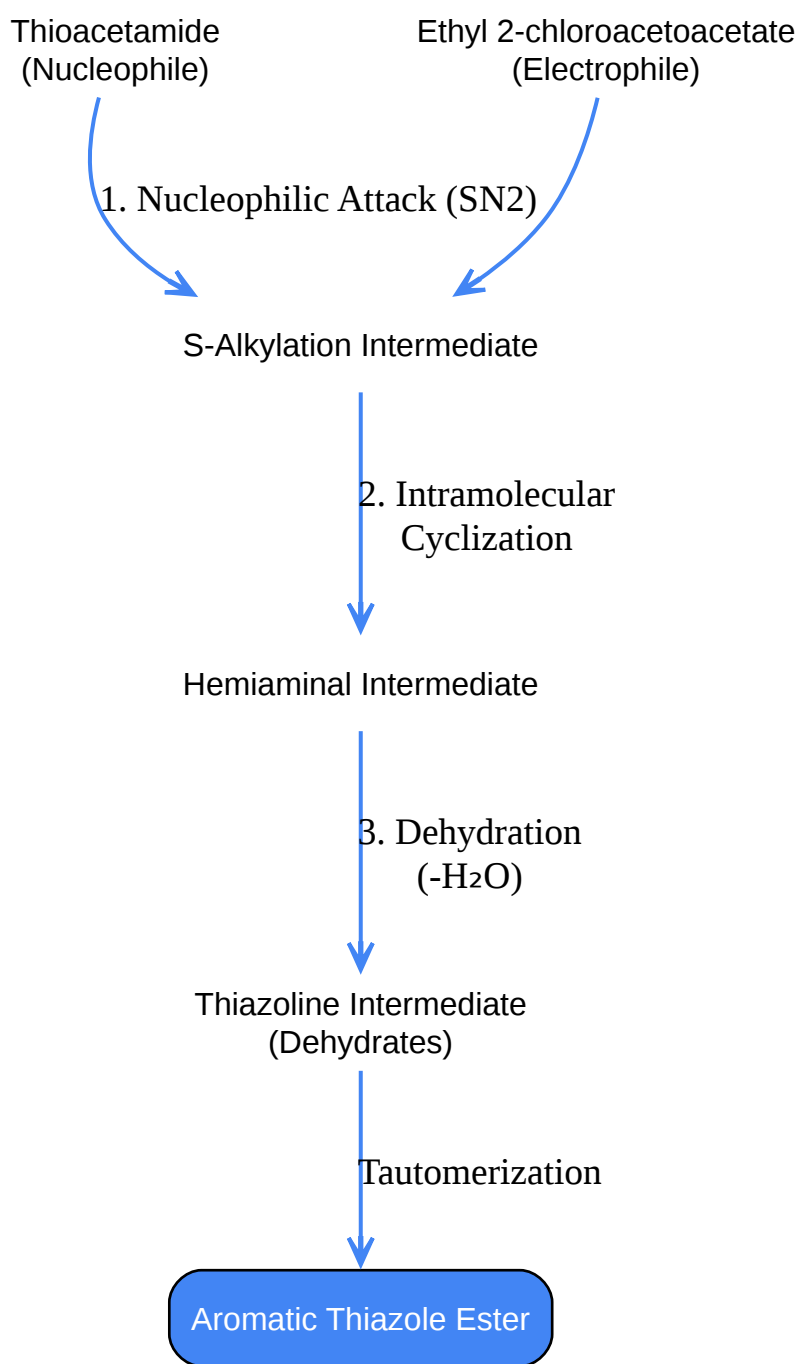 Thioacetamide
(Nucleophile)
Ethyl 2-chloroacetoacetate
(Electrophile)
1. Nucleophilic Attack (SN2)
S-Alkylation Intermediate
2. Intramolecular
Cyclization
Hemiaminal Intermediate
3. Dehydration
(-H₂O)
Thiazoline Intermediate
(Dehydrates)
Tautomerization
Aromatic Thiazole Ester